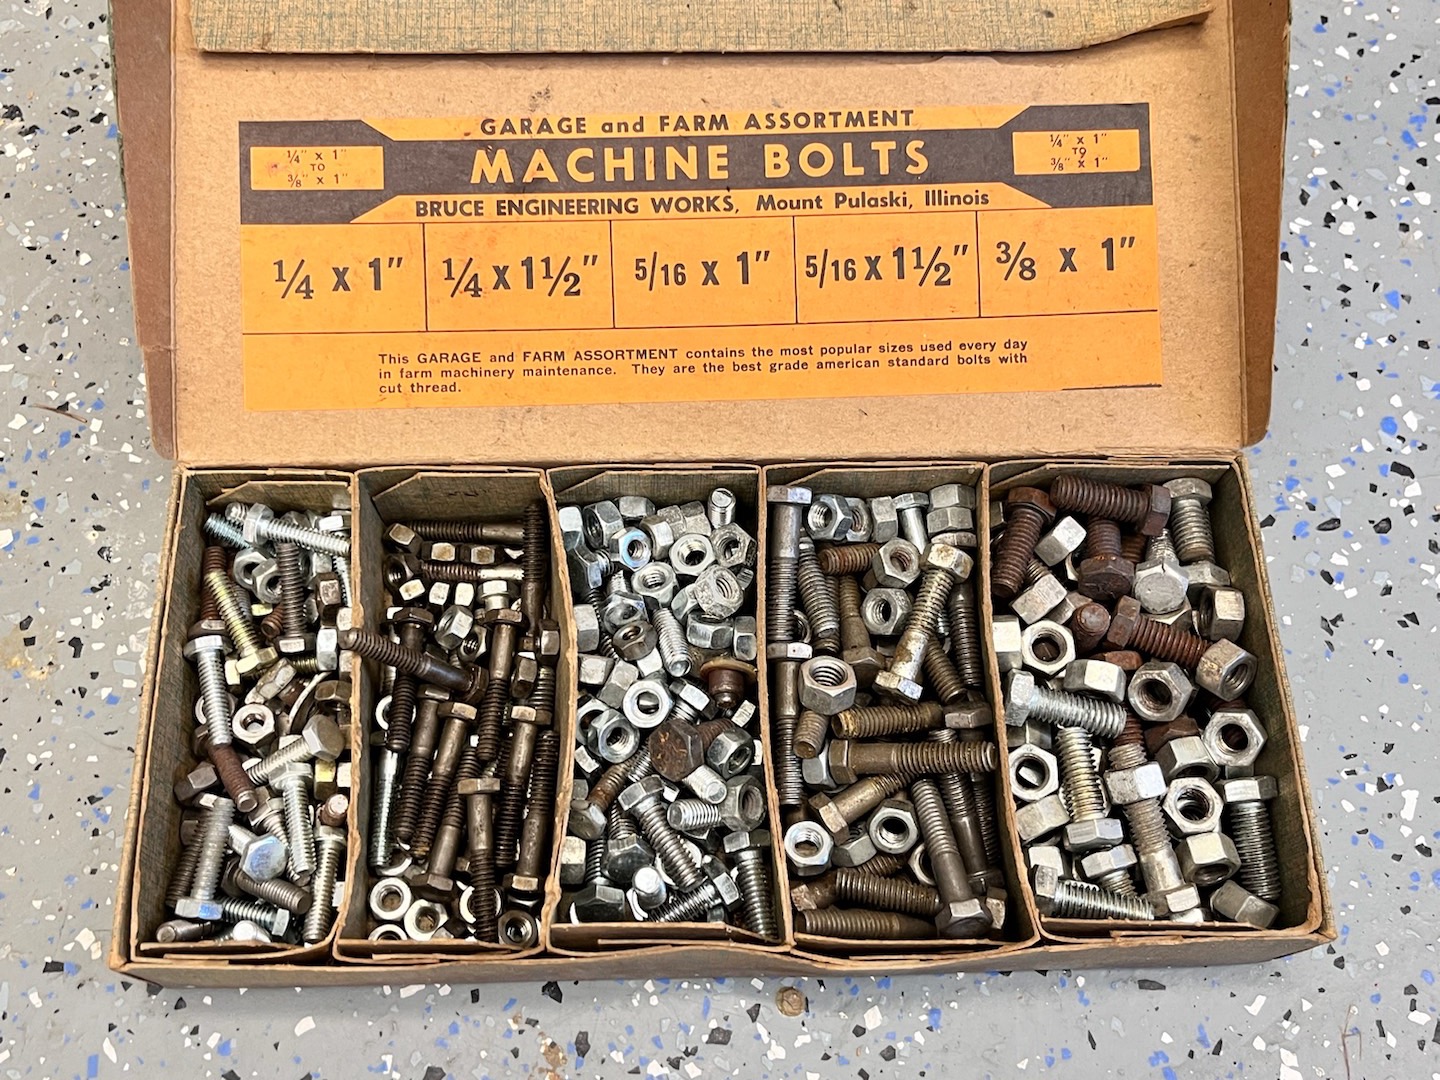 GARAGE and FARM ASSORTMENT
¼" x 1"
TO
⅜" x 1"
MACHINE BOLTS
¼" x 1"
TO
⅜" x 1"
BRUCE ENGINEERING WORKS, Mount Pulaski, Illinois
¼ x 1" ¼ x 1½" 5/16 x 1" 5/16 x 1½" ⅜ x 1"
This GARAGE and FARM ASSORTMENT contains the most popular sizes used every day
in farm machinery maintenance. They are the best grade american standard bolts with
cut thread.